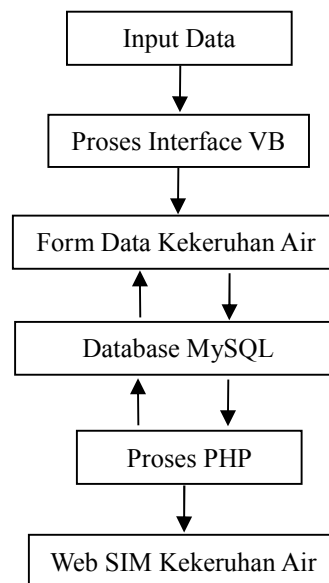 Input Data
Proses Interface VB
Form Data Kekeruhan Air
Database MySQL
Proses PHP
Web SIM Kekeruhan Air